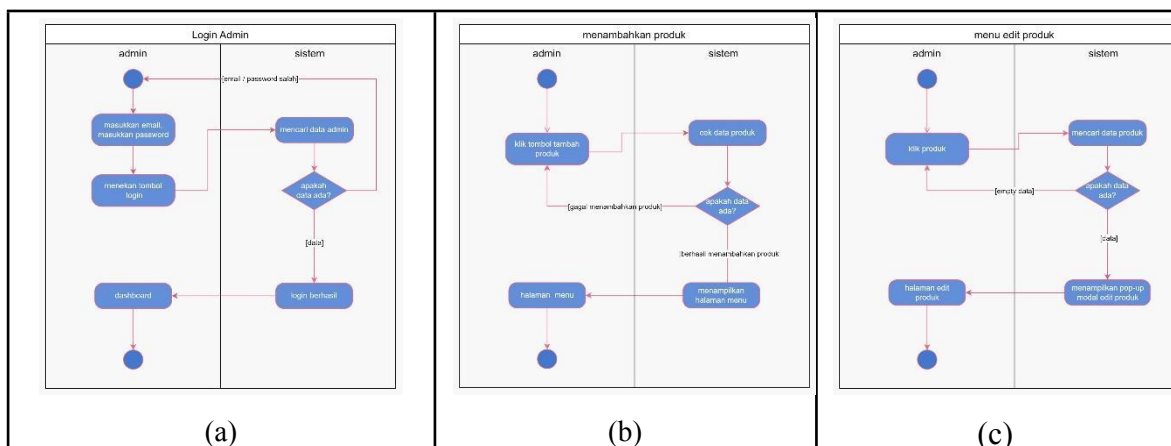 Login Admin
admin
sistem
[email / password salah]
masukkan email,
masukkan password
mencari data admin
menekan tombol
login
apakah
data ada?
[data]
dashboard
login berhasil
(a)
menambahkan produk
admin
sistem
klik tombol tambah
produk
cek data produk
apakah data
ada?
[gagal menambahkan produk]
[berhasil menambahkan produk
halaman menu
menampilkan
halaman menu
(b)
menu edit produk
admin
sistem
klik produk
mencari data produk
apakah data
ada?
[empty data]
[data]
halaman edit
produk
menampilkan pop-up
modal edit produk
(c)